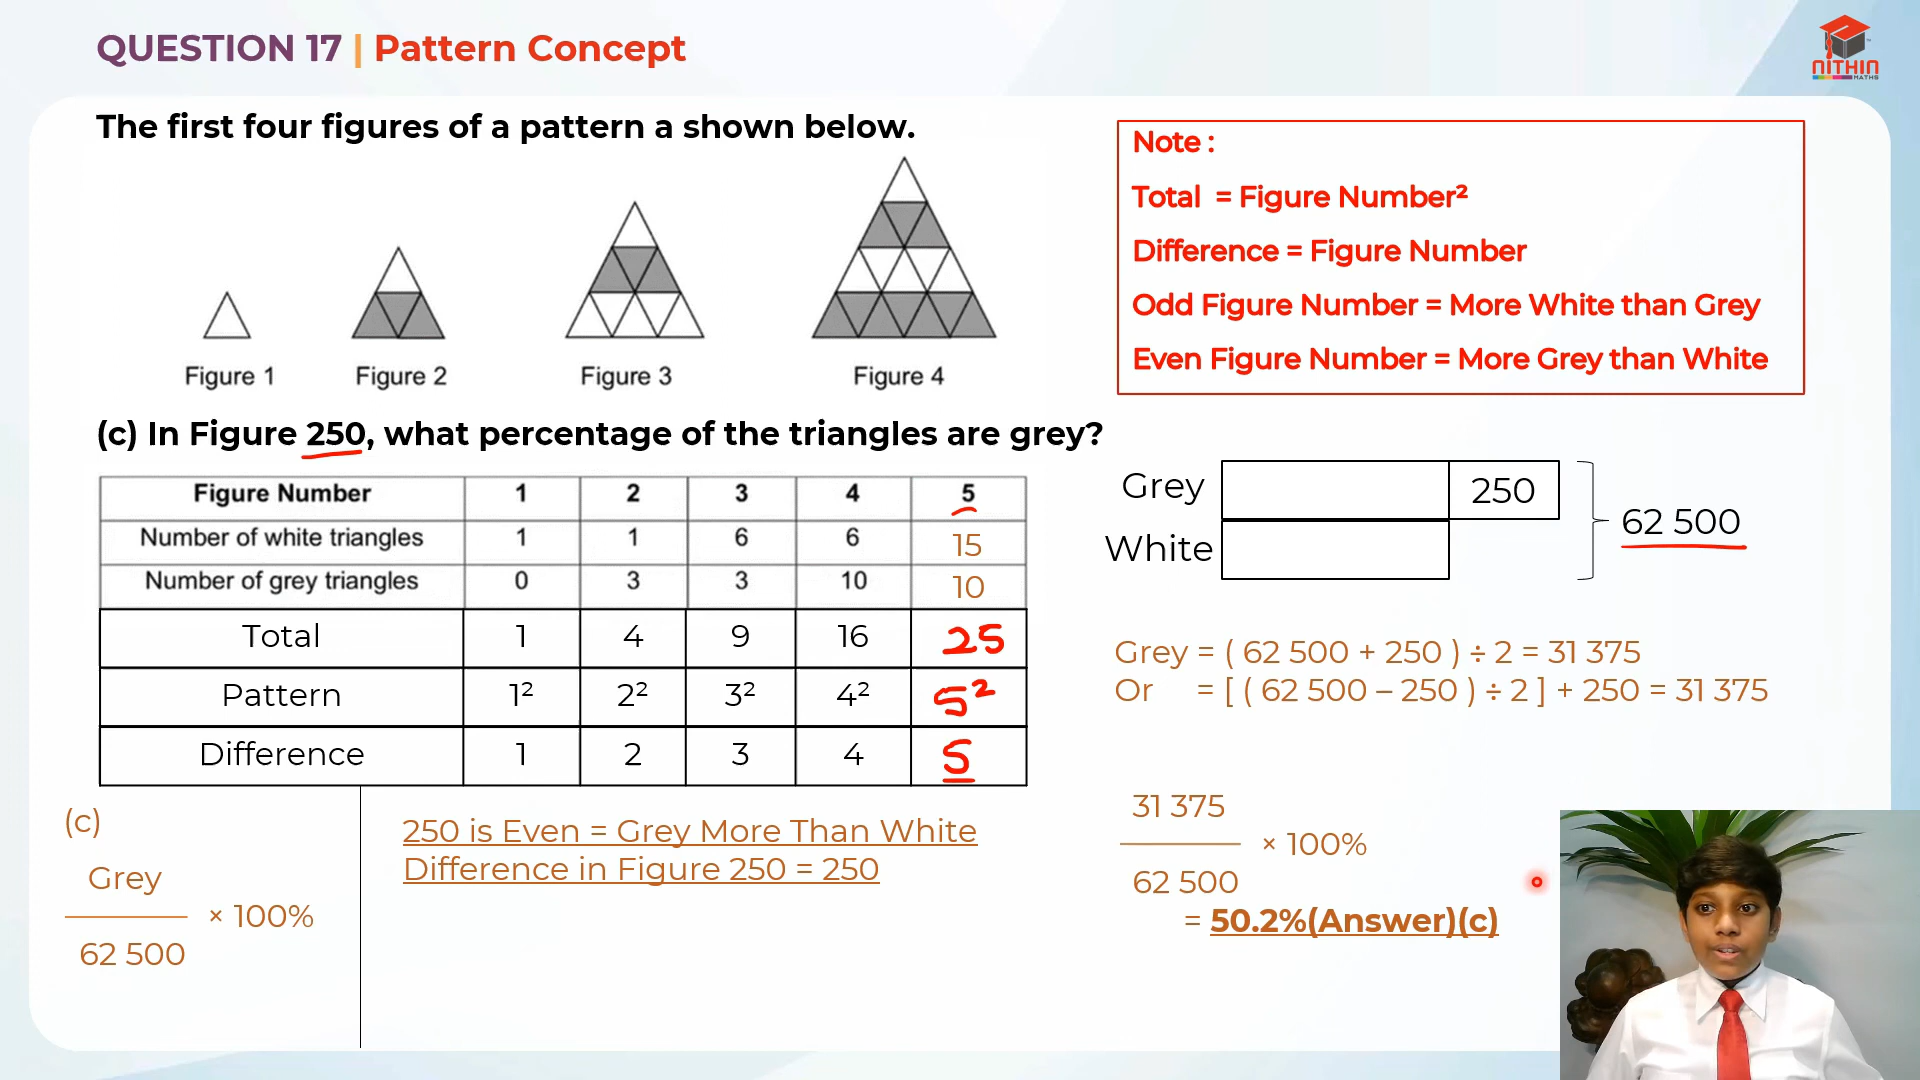 QUESTION 17 | Pattern Concept
NITHIN
MATHS
The first four figures of a pattern a shown below.
Figure 1
Figure 2
Figure 3
Figure 4
Note :
Total = Figure Number²
Difference = Figure Number
Odd Figure Number = More White than Grey
Even Figure Number = More Grey than White
(c) In Figure 250, what percentage of the triangles are grey?
Figure Number 1 2 3 4 5
Number of white triangles 1 1 6 6 15
Number of grey triangles 0 3 3 10 10
Total 1 4 9 16 25
Pattern 1² 2² 3² 4² 5²
Difference 1 2 3 4 5
Grey 250
White
62 500
Grey = ( 62 500 + 250 ) ÷ 2 = 31 375
Or = [ ( 62 500 – 250 ) ÷ 2 ] + 250 = 31 375
(c)
Grey
62 500
× 100%
250 is Even = Grey More Than White
Difference in Figure 250 = 250
31 375
62 500
× 100%
= 50.2%(Answer)(c)